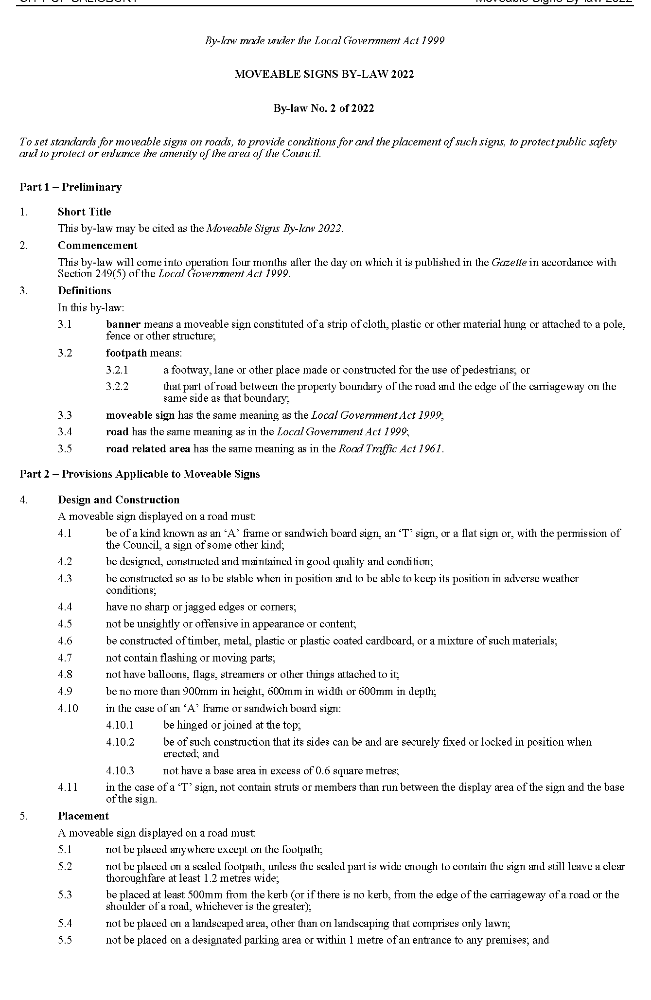 CITY OF SALISBURY Moveable Signs By-law 2022
By-law made under the Local Government Act 1999
MOVEABLE SIGNS BY-LAW 2022
By-law No. 2 of 2022
To set standards for moveable signs on roads, to provide conditions for and the placement of such signs, to protect public safety
and to protect or enhance the amenity of the area of the Council.
Part 1 – Preliminary
1. Short Title
This by-law may be cited as the Moveable Signs By-law 2022.
2. Commencement
This by-law will come into operation four months after the day on which it is published in the Gazette in accordance with
Section 249(5) of the Local Government Act 1999.
3. Definitions
In this by-law:
3.1 banner means a moveable sign constituted of a strip of cloth, plastic or other material hung or attached to a pole,
fence or other structure;
3.2 footpath means:
3.2.1 a footway, lane or other place made or constructed for the use of pedestrians; or
3.2.2 that part of road between the property boundary of the road and the edge of the carriageway on the
same side as that boundary;
3.3 moveable sign has the same meaning as the Local Government Act 1999;
3.4 road has the same meaning as in the Local Government Act 1999;
3.5 road related area has the same meaning as in the Road Traffic Act 1961.
Part 2 – Provisions Applicable to Moveable Signs
4. Design and Construction
A moveable sign displayed on a road must:
4.1 be of a kind known as an ‘A’ frame or sandwich board sign, an ‘T’ sign, or a flat sign or, with the permission of
the Council, a sign of some other kind;
4.2 be designed, constructed and maintained in good quality and condition;
4.3 be constructed so as to be stable when in position and to be able to keep its position in adverse weather
conditions;
4.4 have no sharp or jagged edges or corners;
4.5 not be unsightly or offensive in appearance or content;
4.6 be constructed of timber, metal, plastic or plastic coated cardboard, or a mixture of such materials;
4.7 not contain flashing or moving parts;
4.8 not have balloons, flags, streamers or other things attached to it;
4.9 be no more than 900mm in height, 600mm in width or 600mm in depth;
4.10 in the case of an ‘A’ frame or sandwich board sign:
4.10.1 be hinged or joined at the top;
4.10.2 be of such construction that its sides can be and are securely fixed or locked in position when
erected; and
4.10.3 not have a base area in excess of 0.6 square metres;
4.11 in the case of a ‘T’ sign, not contain struts or members than run between the display area of the sign and the base
of the sign.
5. Placement
A moveable sign displayed on a road must:
5.1 not be placed anywhere except on the footpath;
5.2 not be placed on a sealed footpath, unless the sealed part is wide enough to contain the sign and still leave a clear
thoroughfare at least 1.2 metres wide;
5.3 be placed at least 500mm from the kerb (or if there is no kerb, from the edge of the carriageway of a road or the
shoulder of a road, whichever is the greater);
5.4 not be placed on a landscaped area, other than on landscaping that comprises only lawn;
5.5 not be placed on a designated parking area or within 1 metre of an entrance to any premises; and